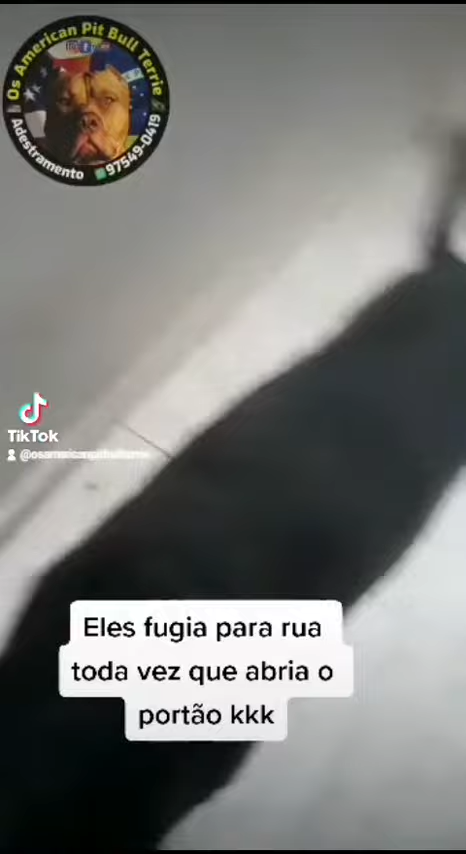 Os American Pit Bull Terrie
Adestramento 97549-0419
TikTok
Eles fugia para rua
toda vez que abria o
portão kkk